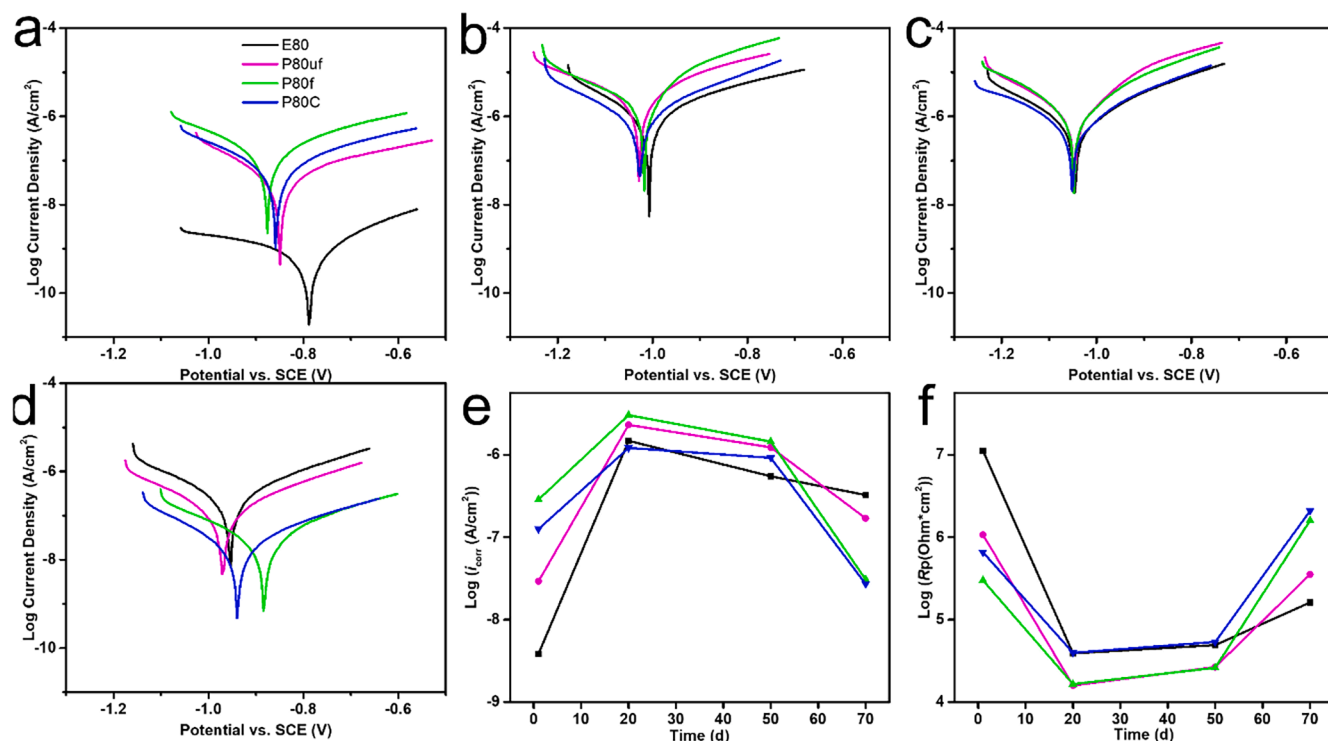 a
E80
P80uf
P80f
P80C
Log Current Density (A/cm²)
-4
-6
-8
-10
-1.2
-1.0
-0.8
-0.6
Potential vs. SCE (V)
b
Log Current Density (A/cm²)
-4
-6
-8
-10
-1.2
-1.0
-0.8
-0.6
Potential vs. SCE (V)
c
Log Current Density (A/cm²)
-4
-6
-8
-10
-1.2
-1.0
-0.8
-0.6
Potential vs. SCE (V)
d
Log Current Density (A/cm²)
-4
-6
-8
-10
-1.2
-1.0
-0.8
-0.6
Potential vs. SCE (V)
e
Log (i_corr (A/cm²))
-6
-7
-8
-9
0
10
20
30
40
50
60
70
Time (d)
f
Log (Rp(Ohm*cm²))
7
6
5
4
0
10
20
30
40
50
60
70
Time (d)